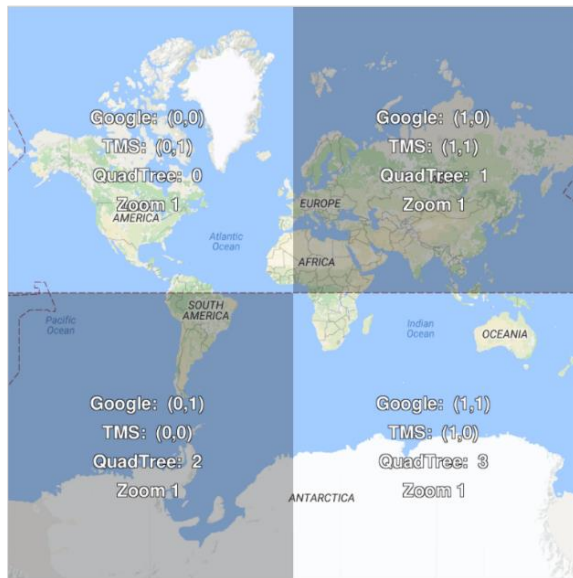 Google: (0,0)
TMS: (0,1)
QuadTree: 0
Zoom 1
AMERICA
Atlantic
Ocean
Google: (1,0)
TMS: (1,1)
QuadTree: 1
Zoom 1
EUROPE
AFRICA
SOUTH
AMERICA
Pacific
Ocean
Google: (0,1)
TMS: (0,0)
QuadTree: 2
Zoom 1
Indian
Ocean
OCEANIA
Google: (1,1)
TMS: (1,0)
QuadTree: 3
Zoom 1
ANTARCTICA